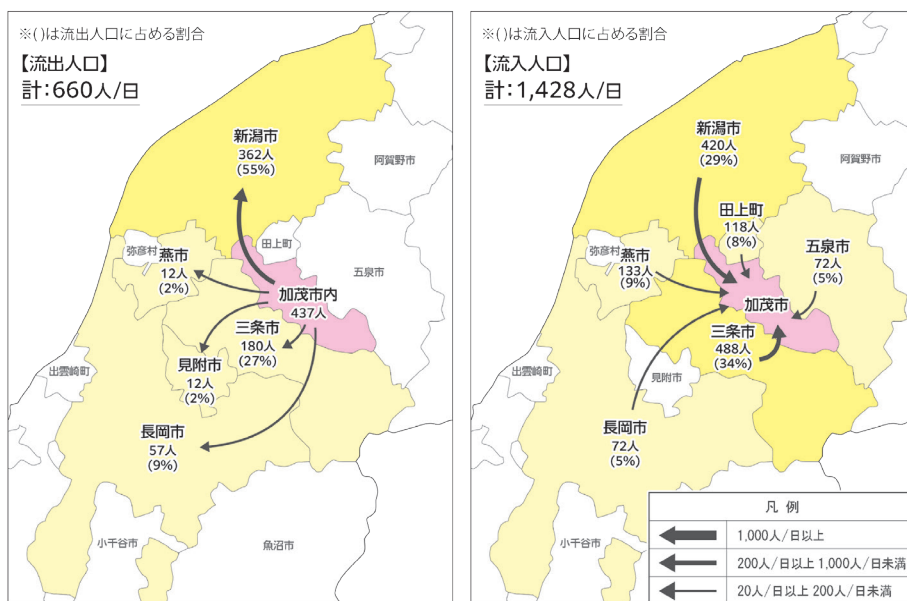 ※( )は流出人口に占める割合
【流出人口】
計:660人/日
新潟市
362人
(55%)
阿賀野市
田上町
弥彦村
燕市
12人
(2%)
五泉市
加茂市内
437人
三条市
180人
(27%)
見附市
12人
(2%)
出雲崎町
長岡市
57人
(9%)
小千谷市
魚沼市
※( )は流入人口に占める割合
【流入人口】
計:1,428人/日
新潟市
420人
(29%)
阿賀野市
田上町
118人
(8%)
弥彦村
燕市
133人
(9%)
五泉市
72人
(5%)
加茂市
三条市
488人
(34%)
見附市
出雲崎町
長岡市
72人
(5%)
小千谷市
凡 例
1,000人/日以上
200人/日以上 1,000人/日未満
20人/日以上 200人/日未満